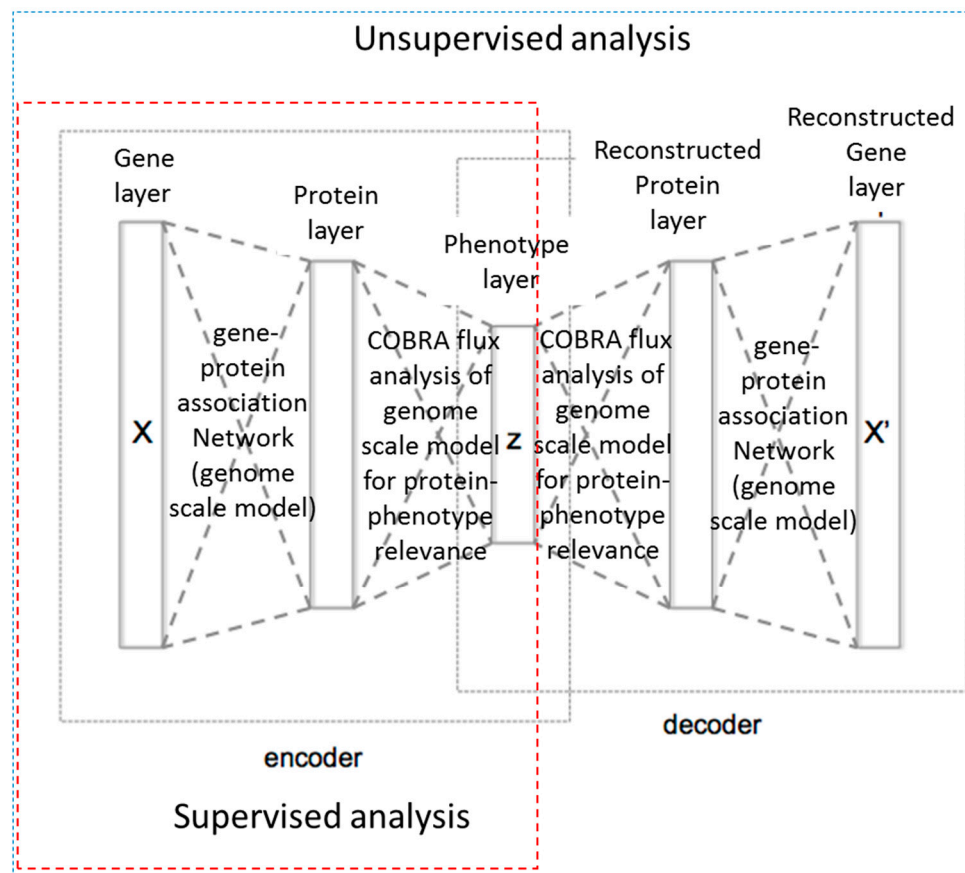 Unsupervised analysis
Gene
layer
Protein
layer
Phenotype
layer
Reconstructed
Protein
layer
Reconstructed
Gene
layer
X
gene-
protein
association
Network
(genome
scale model)
COBRA flux
analysis of
genome
scale model
for protein-
phenotype
relevance
z
COBRA flux
analysis of
genome
scale model
for protein-
phenotype
relevance
gene-
protein
association
Network
(genome
scale model)
X'
encoder
decoder
Supervised analysis